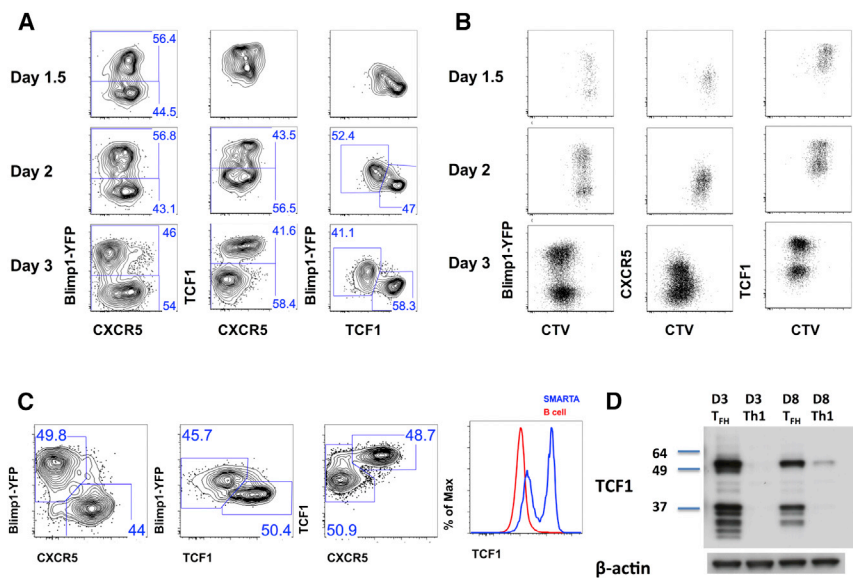 A
B
Day 1.5
56.4
44.5
Day 2
56.8
43.1
43.5
56.5
52.4
47
Day 3
46
54
41.6
58.4
41.1
58.3
Blimp1-YFP
TCF1
Blimp1-YFP
CXCR5
CXCR5
TCF1
Day 1.5
Day 2
Day 3
Blimp1-YFP
CXCR5
TCF1
CTV
CTV
CTV
C
49.8
44
Blimp1-YFP
CXCR5
45.7
50.4
Blimp1-YFP
TCF1
48.7
50.9
TCF1
CXCR5
SMARTA
B cell
% of Max
TCF1
D
D3 D3 D8 D8
TFH Th1 TFH Th1
64
49
37
TCF1
β-actin